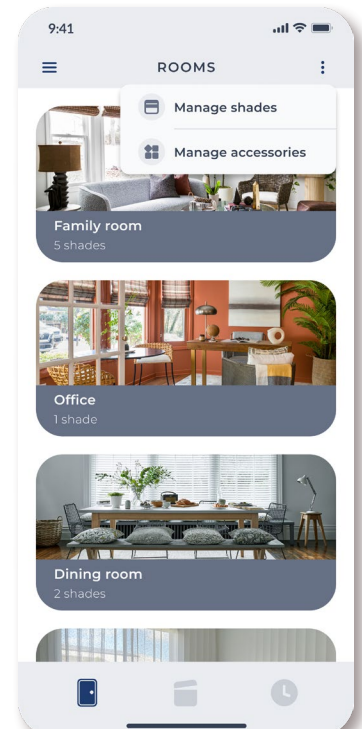 9:41
ROOMS
Manage shades
Manage accessories
Family room
5 shades
Office
1 shade
Dining room
2 shades